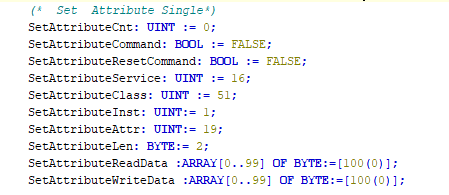 (*  Set  Attribute Single*)
SetAttributeCnt: UINT := 0;
SetAttributeCommand: BOOL := FALSE;
SetAttributeResetCommand: BOOL := FALSE;
SetAttributeService: UINT := 16;
SetAttributeClass: UINT := 51;
SetAttributeInst: UINT:= 1;
SetAttributeAttr: UINT:= 19;
SetAttributeLen: BYTE:= 2;
SetAttributeReadData :ARRAY[0..99] OF BYTE:=[100(0)];
SetAttributeWriteData :ARRAY[0..99] OF BYTE:=[100(0)];